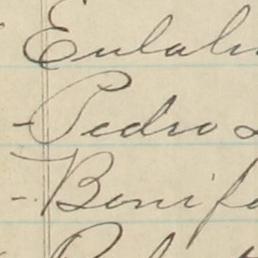 Eulali
- Pedro
- Bonifa